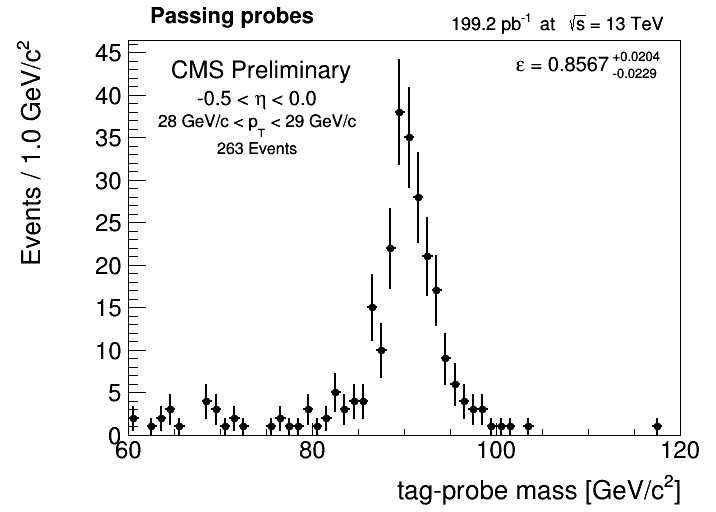 Passing probes
199.2 pb-1 at √s = 13 TeV
CMS Preliminary
ε = 0.8567 +0.0204 -0.0229
-0.5 < η < 0.0
28 GeV/c < pT < 29 GeV/c
263 Events
Events / 1.0 GeV/c2
45
40
35
30
25
20
15
10
5
0
60 80 100 120
tag-probe mass [GeV/c2]